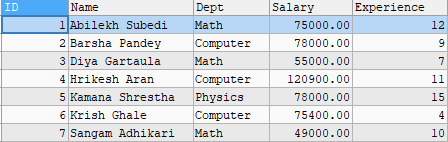 ID Name Dept Salary Experience
1 Abilekh Subedi Math 75000.00 12
2 Barsha Pandey Computer 78000.00 9
3 Diya Gartaula Math 55000.00 7
4 Hrikesh Aran Computer 120900.00 11
5 Kamana Shrestha Physics 78000.00 15
6 Krish Ghale Computer 75400.00 4
7 Sangam Adhikari Math 49000.00 10